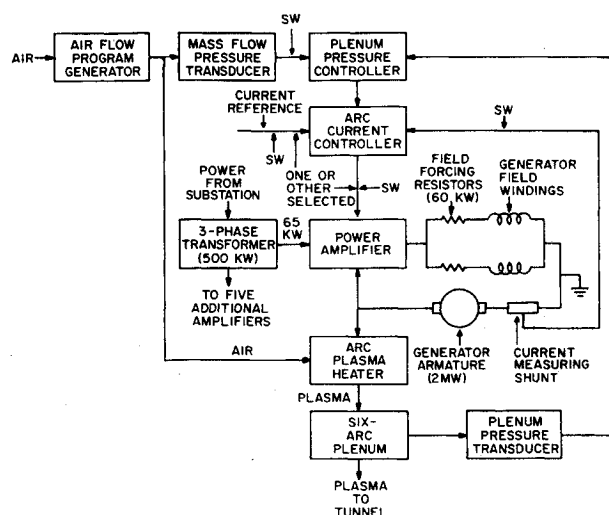 SW
AIR
AIR FLOW
PROGRAM
GENERATOR
MASS FLOW
PRESSURE
TRANSDUCER
PLENUM
PRESSURE
CONTROLLER
CURRENT
REFERENCE
SW
ARC
CURRENT
CONTROLLER
SW
ONE OR
OTHER
SELECTED
SW
FIELD
FORCING
RESISTORS
(60 KW)
GENERATOR
FIELD
WINDINGS
POWER
FROM
SUBSTATION
3-PHASE
TRANSFORMER
(500 KW)
65
KW
POWER
AMPLIFIER
TO FIVE
ADDITIONAL
AMPLIFIERS
GENERATOR
ARMATURE
(2MW)
CURRENT
MEASURING
SHUNT
AIR
ARC
PLASMA
HEATER
PLASMA
SIX-
ARC
PLENUM
PLENUM
PRESSURE
TRANSDUCER
PLASMA
TO
TUNNEL